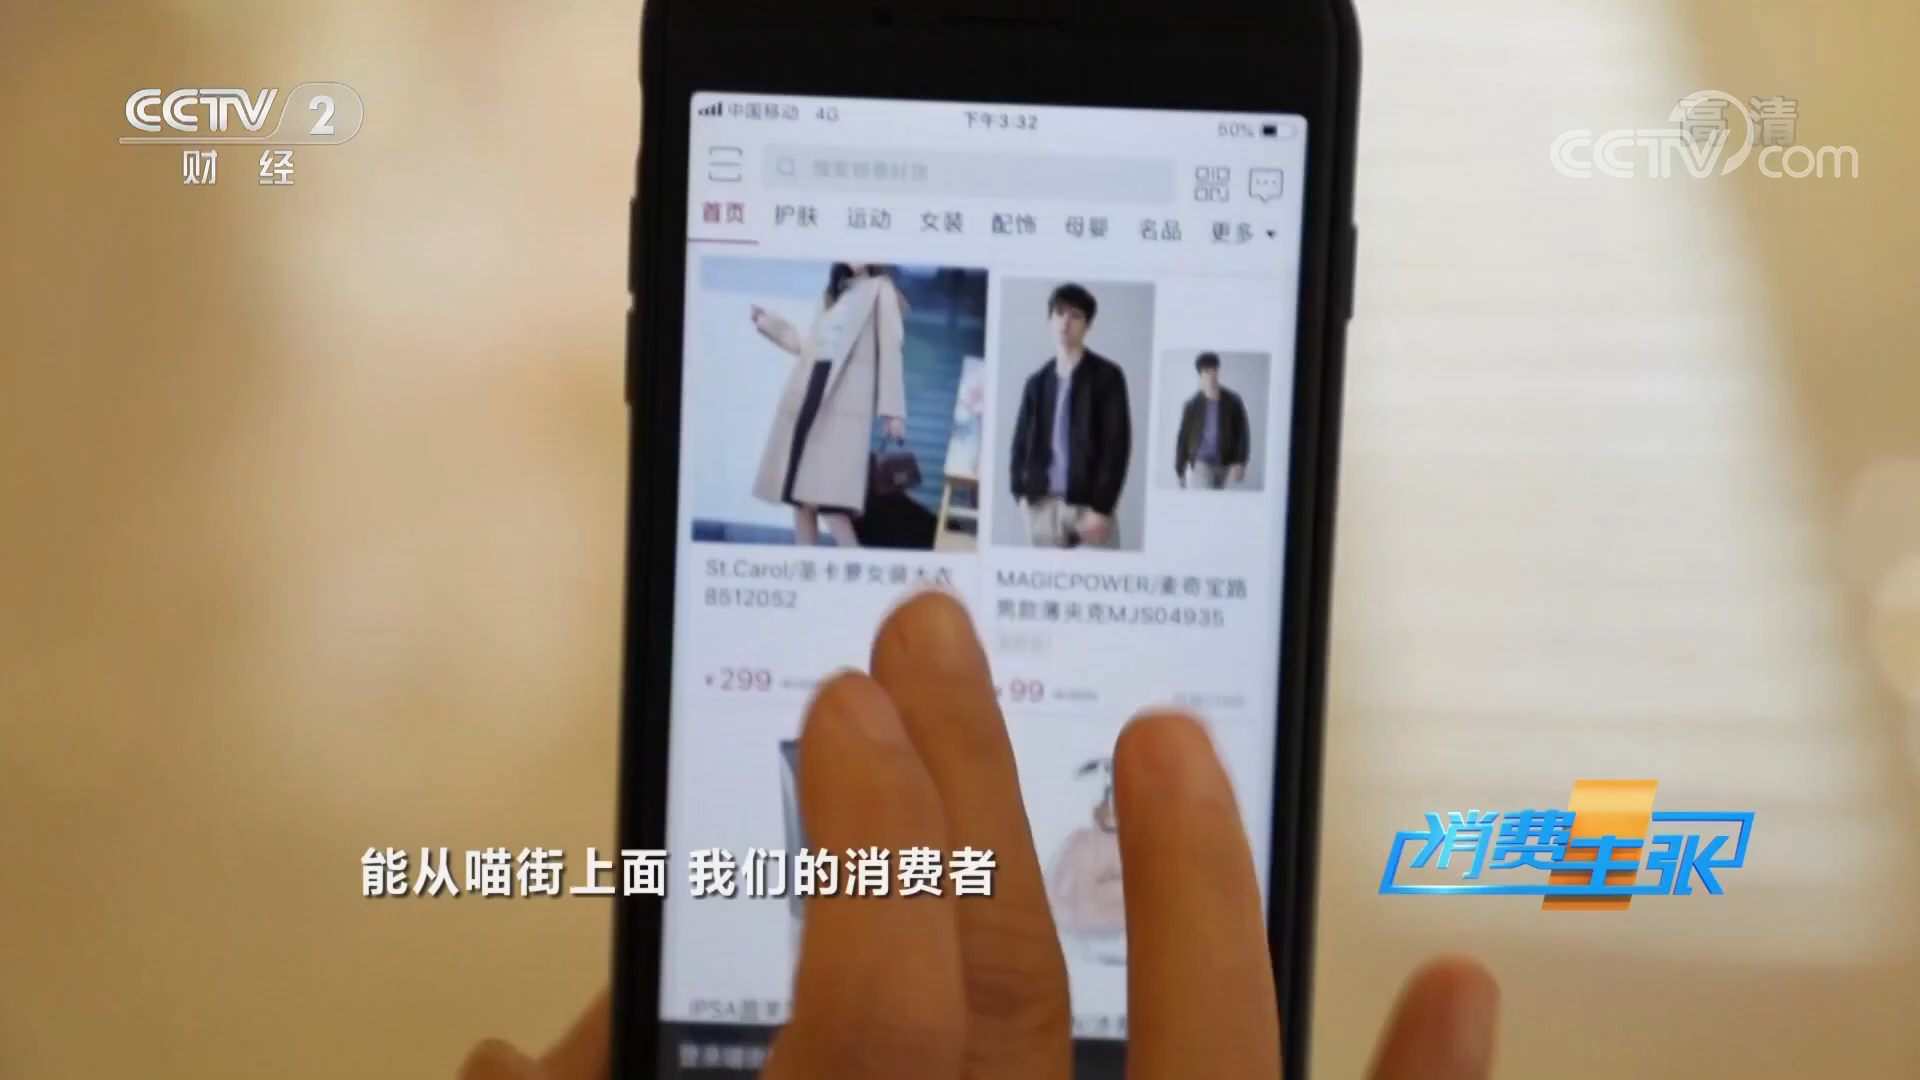 CCTV 2
财 经
高清
CCTV.com
中国移动 4G 下午3:32 50%
首页 护肤 运动 女装 配饰 母婴 名品 更多
St.Carol/圣卡萝女装大衣
8512052
MAGICPOWER/麦奇宝路
男款薄夹克MJS04935
299
99
IPSA
能从喵街上面 我们的消费者
消费主张